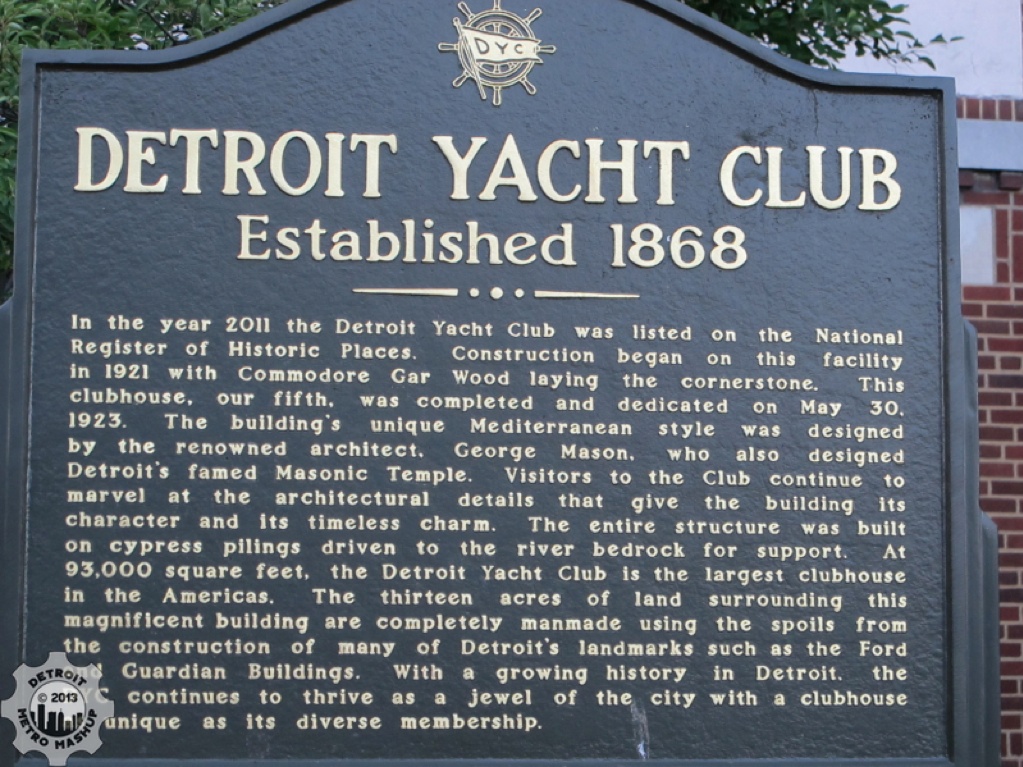 DYC
DETROIT YACHT CLUB
Established 1868
In the year 2011 the Detroit Yacht Club was listed on the National
Register of Historic Places. Construction began on this facility
in 1921 with Commodore Gar Wood laying the cornerstone. This
clubhouse, our fifth, was completed and dedicated on May 30,
1923. The building's unique Mediterranean style was designed
by the renowned architect, George Mason, who also designed
Detroit's famed Masonic Temple. Visitors to the Club continue to
marvel at the architectural details that give the building its
character and its timeless charm. The entire structure was built
on cypress pilings driven to the river bedrock for support. At
93,000 square feet, the Detroit Yacht Club is the largest clubhouse
in the Americas. The thirteen acres of land surrounding this
magnificent building are completely manmade using the spoils from
the construction of many of Detroit's landmarks such as the Ford
Guardian Buildings. With a growing history in Detroit, the
continues to thrive as a jewel of the city with a clubhouse
unique as its diverse membership.
DETROIT
© 2013
METRO MASHUP